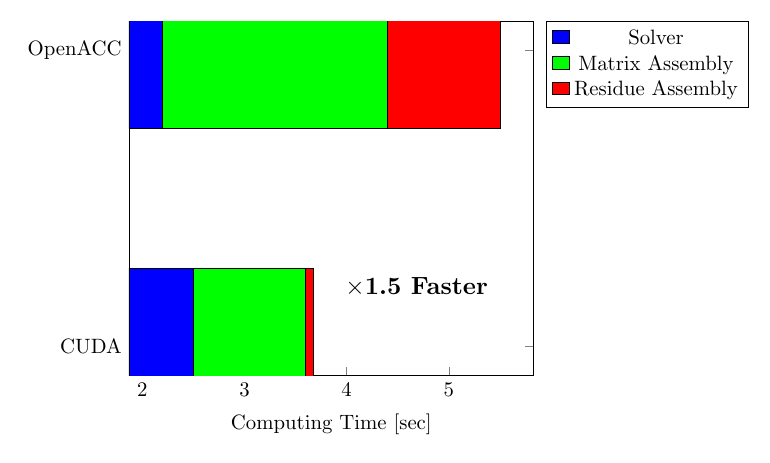 OpenACC
CUDA
Solver
Matrix Assembly
Residue Assembly
×1.5 Faster
2 3 4 5
Computing Time [sec]